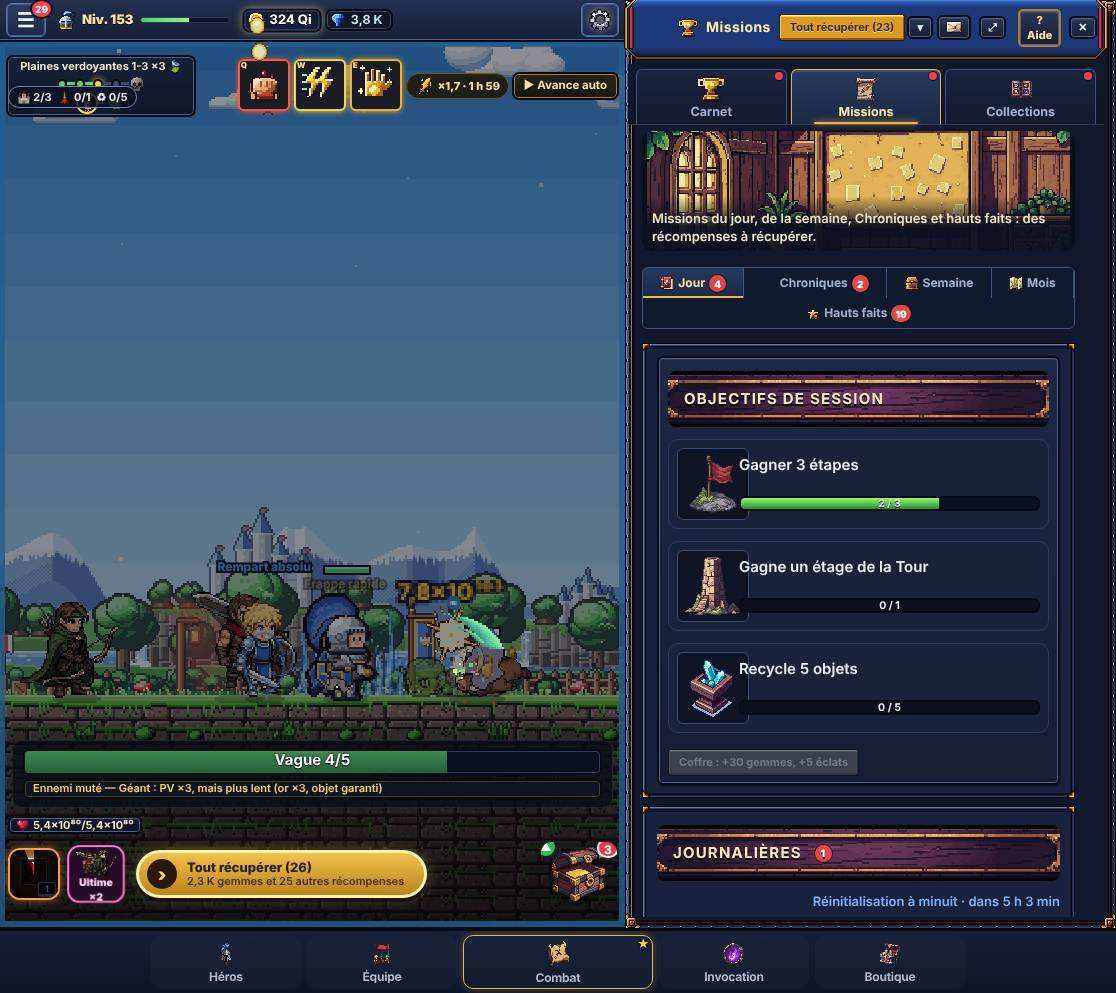 29
Niv. 153
324 Qi
3,8 K
Plaines verdoyantes 1-3 ×3
2/3 0/1 0/5
Q
W
E
×1,7 · 1 h 59
Avance auto
Rempart absolu
Frappe rapide
Vague 4/5
Ennemi muté — Géant : PV ×3, mais plus lent (or ×3, objet garanti)
5,4×10⁸⁰/5,4×10⁸⁰
1
Ultime
×2
Tout récupérer (26)
2,3 K gemmes et 25 autres récompenses
3
Missions
Tout récupérer (23)
?
Aide
Carnet
Missions
Collections
Missions du jour, de la semaine, Chroniques et hauts faits : des
récompenses à récupérer.
Jour 4
Chroniques 2
Semaine
Mois
Hauts faits 19
OBJECTIFS DE SESSION
Gagner 3 étapes
2 / 3
Gagne un étage de la Tour
0 / 1
Recycle 5 objets
0 / 5
Coffre : +30 gemmes, +5 éclats
JOURNALIÈRES 1
Réinitialisation à minuit · dans 5 h 3 min
Héros
Équipe
Combat
Invocation
Boutique